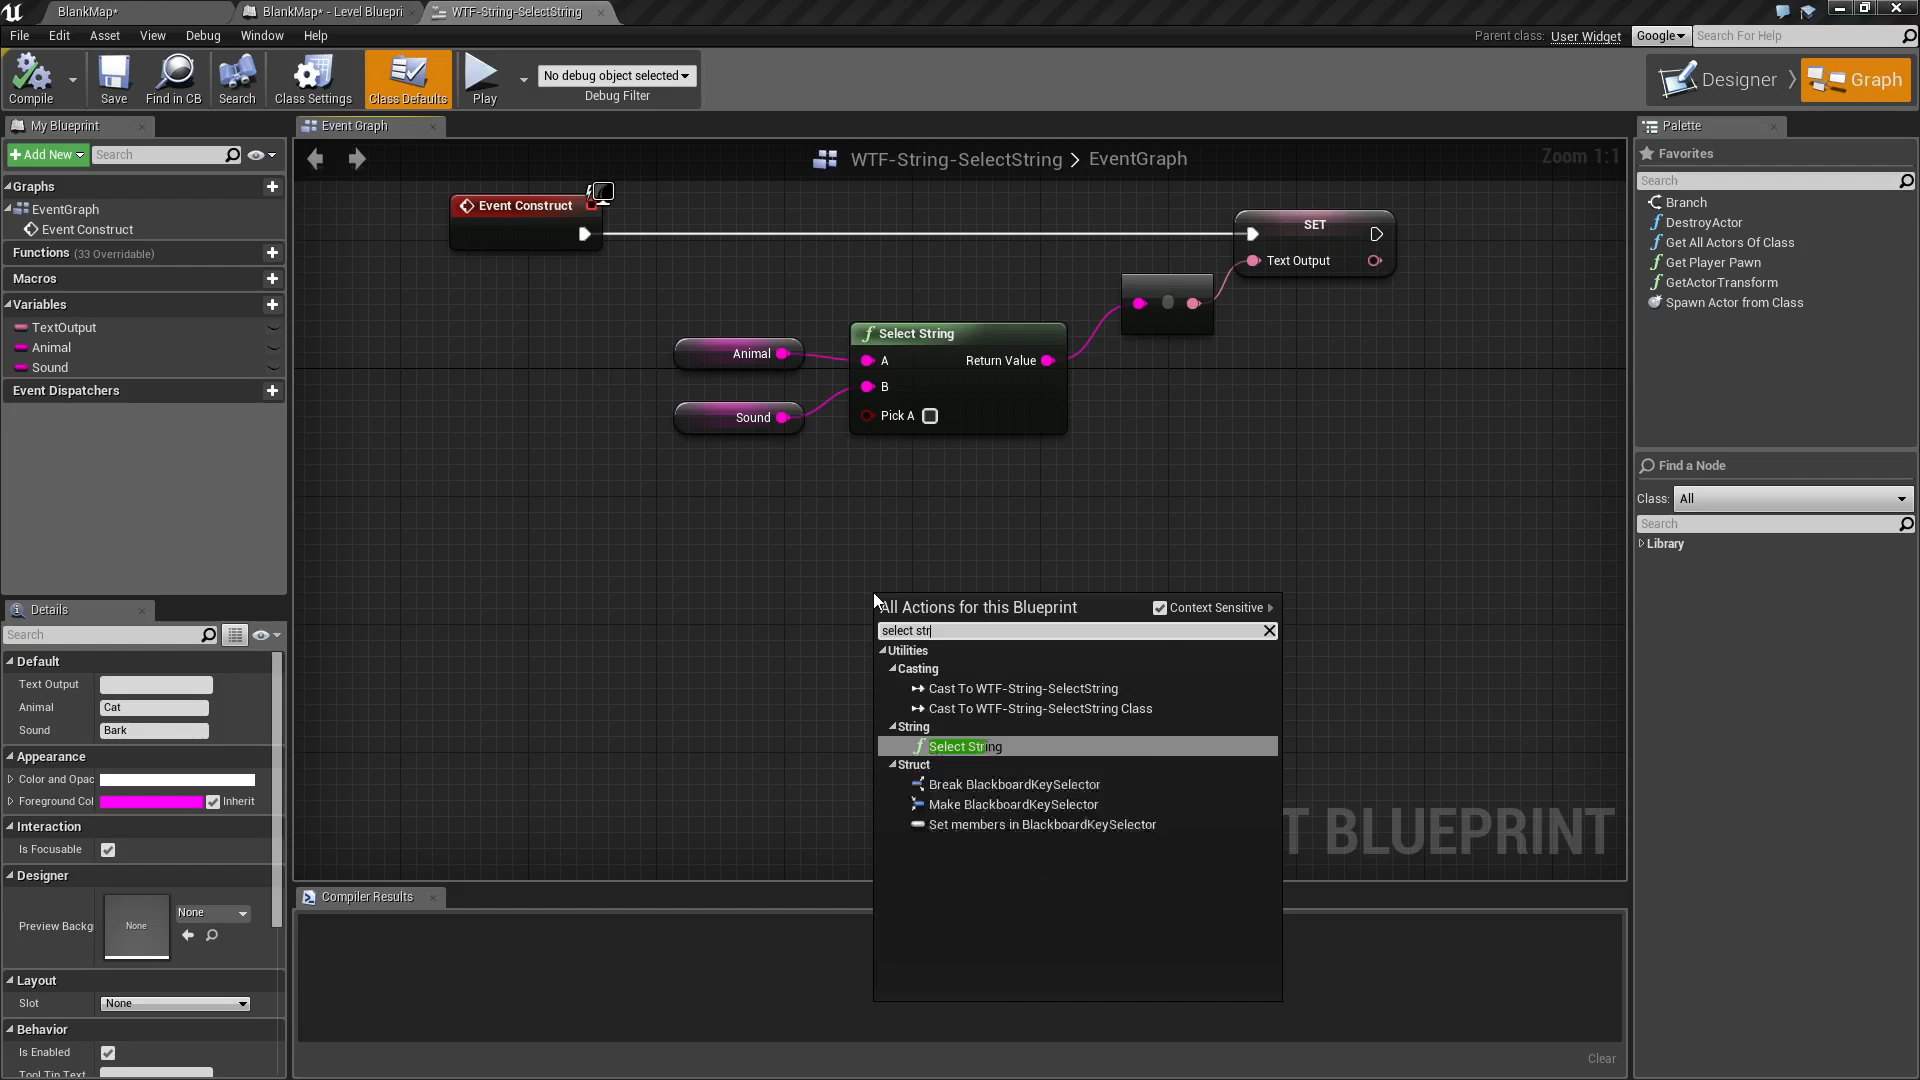 BlankMap*
BlankMap* - Level Bluepri
WTF-String-SelectString
File Edit Asset View Debug Window Help
Parent class: User Widget
Google
Search For Help
Compile
Save
Find in CB
Search
Class Settings
Class Defaults
Play
No debug object selected
Debug Filter
Designer
Graph
My Blueprint
Add New
Search
Graphs
EventGraph
Event Construct
Functions (33 Overridable)
Macros
Variables
TextOutput
Animal
Sound
Event Dispatchers
Details
Search
Default
Text Output
Animal Cat
Sound Bark
Appearance
Color and Opac
Foreground Col Inherit
Interaction
Is Focusable
Designer
Preview Backg None None
Layout
Slot None
Behavior
Is Enabled
Tool Tip Text
Event Graph
WTF-String-SelectString > EventGraph
Zoom 1:1
Event Construct
SET
Text Output
Select String
Animal
A Return Value
B
Sound
Pick A
All Actions for this Blueprint
Context Sensitive
select str
Utilities
Casting
Cast To WTF-String-SelectString
Cast To WTF-String-SelectString Class
String
Select String
Struct
Break BlackboardKeySelector
Make BlackboardKeySelector
Set members in BlackboardKeySelector
T BLUEPRINT
Compiler Results
Clear
Palette
Favorites
Search
Branch
DestroyActor
Get All Actors Of Class
Get Player Pawn
GetActorTransform
Spawn Actor from Class
Find a Node
Class: All
Search
Library